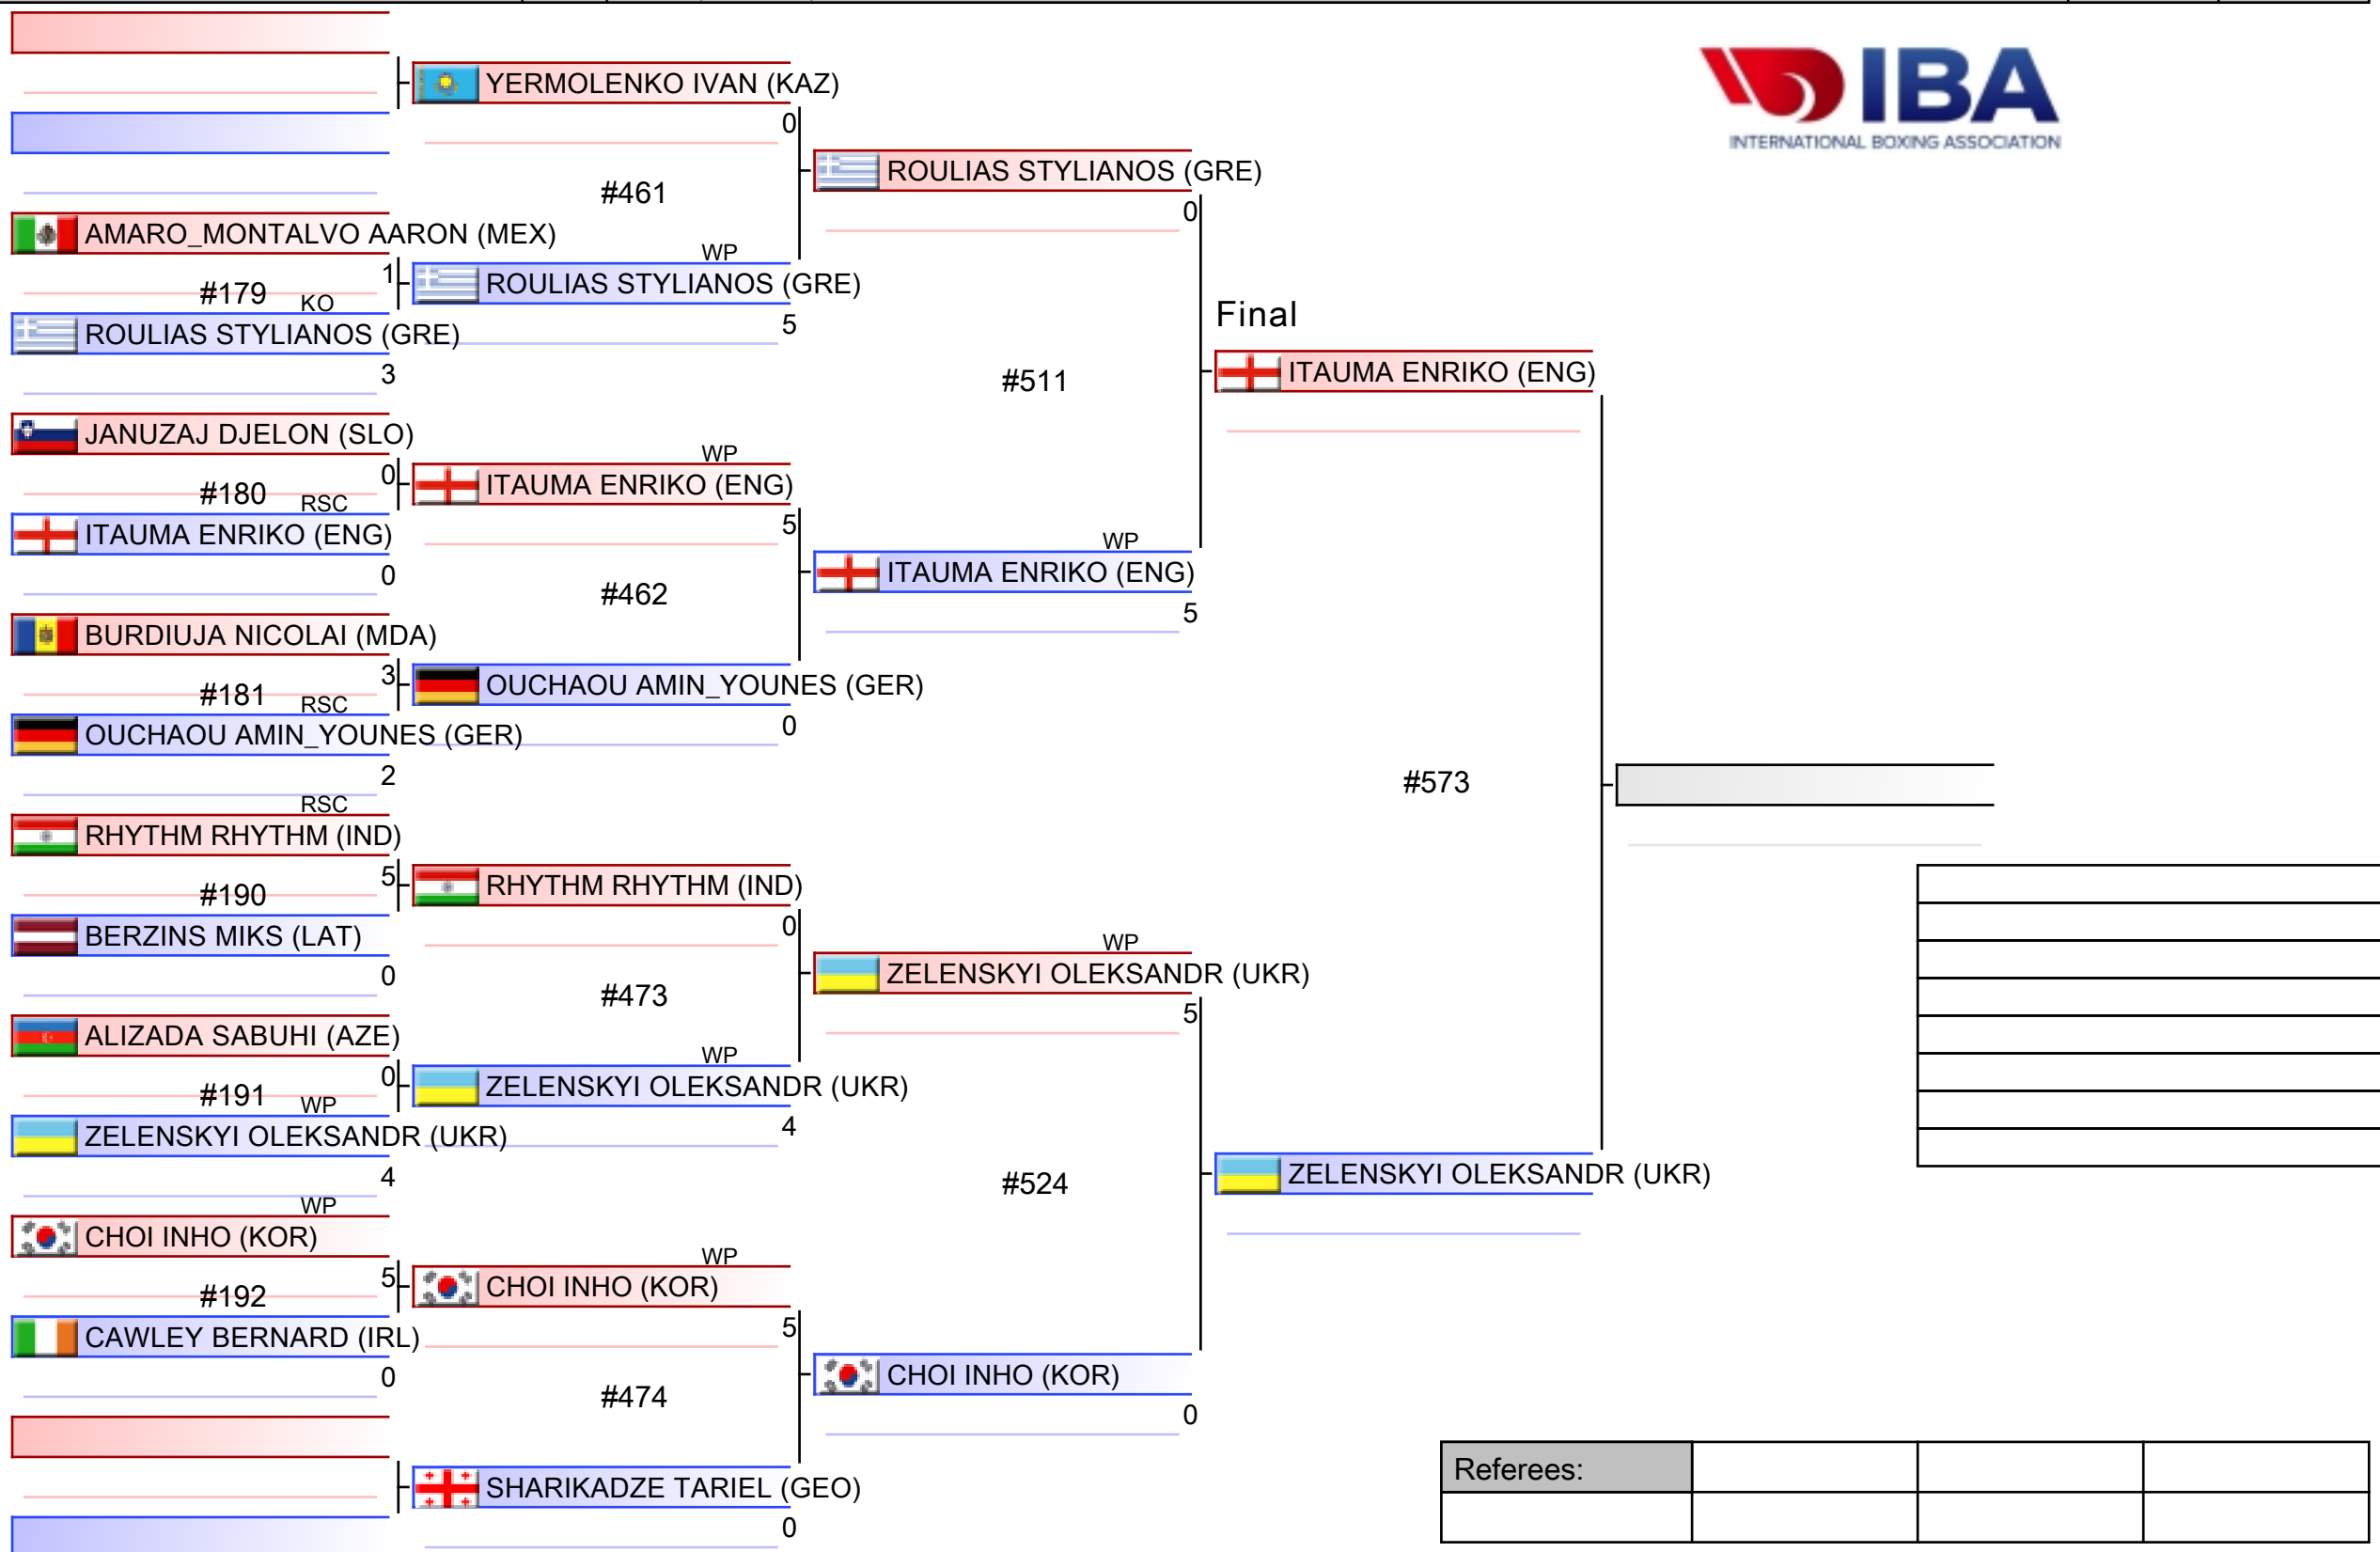 IBA
INTERNATIONAL BOXING ASSOCIATION
YERMOLENKO IVAN (KAZ)
0
#461
ROULIAS STYLIANOS (GRE)
0
AMARO_MONTALVO AARON (MEX)
1
#179 KO
ROULIAS STYLIANOS (GRE)
3
WP
ROULIAS STYLIANOS (GRE)
5
#511
Final
ITAUMA ENRIKO (ENG)
JANUZAJ DJELON (SLO)
0
#180 RSC
ITAUMA ENRIKO (ENG)
0
WP
ITAUMA ENRIKO (ENG)
5
#462
WP
ITAUMA ENRIKO (ENG)
5
BURDIUJA NICOLAI (MDA)
3
#181 RSC
OUCHAOU AMIN_YOUNES (GER)
2
OUCHAOU AMIN_YOUNES (GER)
0
#573
RSC
RHYTHM RHYTHM (IND)
5
#190
BERZINS MIKS (LAT)
0
RHYTHM RHYTHM (IND)
0
#473
WP
ZELENSKYI OLEKSANDR (UKR)
5
ALIZADA SABUHI (AZE)
0
#191 WP
ZELENSKYI OLEKSANDR (UKR)
4
WP
ZELENSKYI OLEKSANDR (UKR)
4
#524
ZELENSKYI OLEKSANDR (UKR)
WP
CHOI INHO (KOR)
5
#192
CAWLEY BERNARD (IRL)
0
WP
CHOI INHO (KOR)
5
#474
CHOI INHO (KOR)
0
SHARIKADZE TARIEL (GEO)
0
Referees: